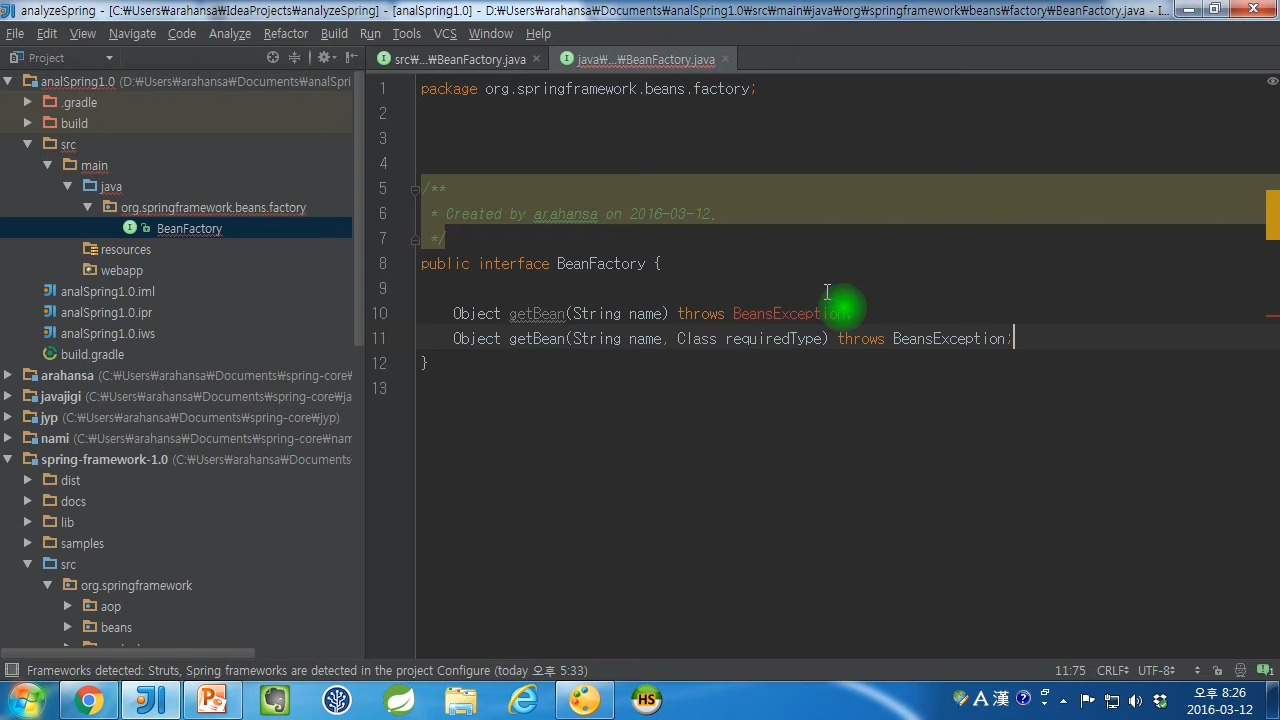 analyzeSpring - [C:₩Users₩arahansa₩IdeaProjects₩analyzeSpring] - [analSpring1.0] - C:₩Users₩arahansa₩Documents₩analSpring1.0₩src₩main₩java₩org₩springframework₩beans₩factory₩BeanFactory.java - I...
File Edit View Navigate Code Analyze Refactor Build Run Tools VCS Window Help
Project
src₩...₩BeanFactory.java
java₩...₩BeanFactory.java
analSpring1.0 (D:₩Users₩arahansa₩Documents₩analSpri
.gradle
build
src
main
java
org.springframework.beans.factory
BeanFactory
resources
webapp
analSpring1.0.iml
analSpring1.0.ipr
analSpring1.0.iws
build.gradle
arahansa (C:₩Users₩arahansa₩Documents₩spring-core₩
javajigi (C:₩Users₩arahansa₩Documents₩spring-core₩ja
jyp (C:₩Users₩arahansa₩Documents₩spring-core₩jyp)
nami (C:₩Users₩arahansa₩Documents₩spring-core₩nam
spring-framework-1.0 (C:₩Users₩arahansa₩Documents
dist
docs
lib
samples
src
org.springframework
aop
beans
1 package org.springframework.beans.factory;
2
3
4
5 /**
6 * Created by arahansa on 2016-03-12.
7 */
8 public interface BeanFactory {
9
10 Object getBean(String name) throws BeansException;
11 Object getBean(String name, Class requiredType) throws BeansException;
12 }
13
Frameworks detected: Struts, Spring frameworks are detected in the project Configure (today 오후 5:33)
11:75 CRLF UTF-8
1
A 漢
HS
오후 8:26
2016-03-12